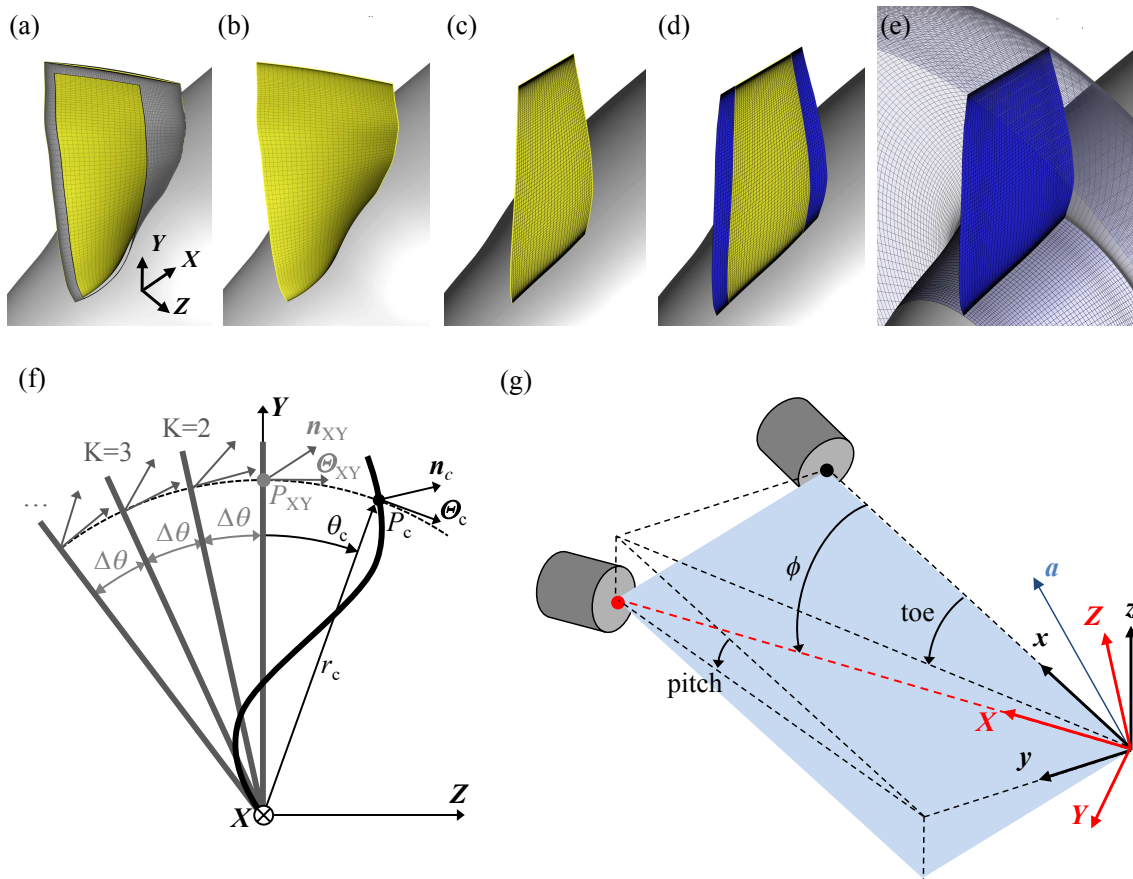 (a) (b) (c) (d) (e)
Y
X
Z
(f) (g)
Y
K=2 n_XY
K=3 Θ_XY n_c
...
P_XY P_c Θ_c
Δθ Δθ Δθ θ_c
r_c
X Z
ϕ
toe
pitch
a
Z z
x
X
y
Y